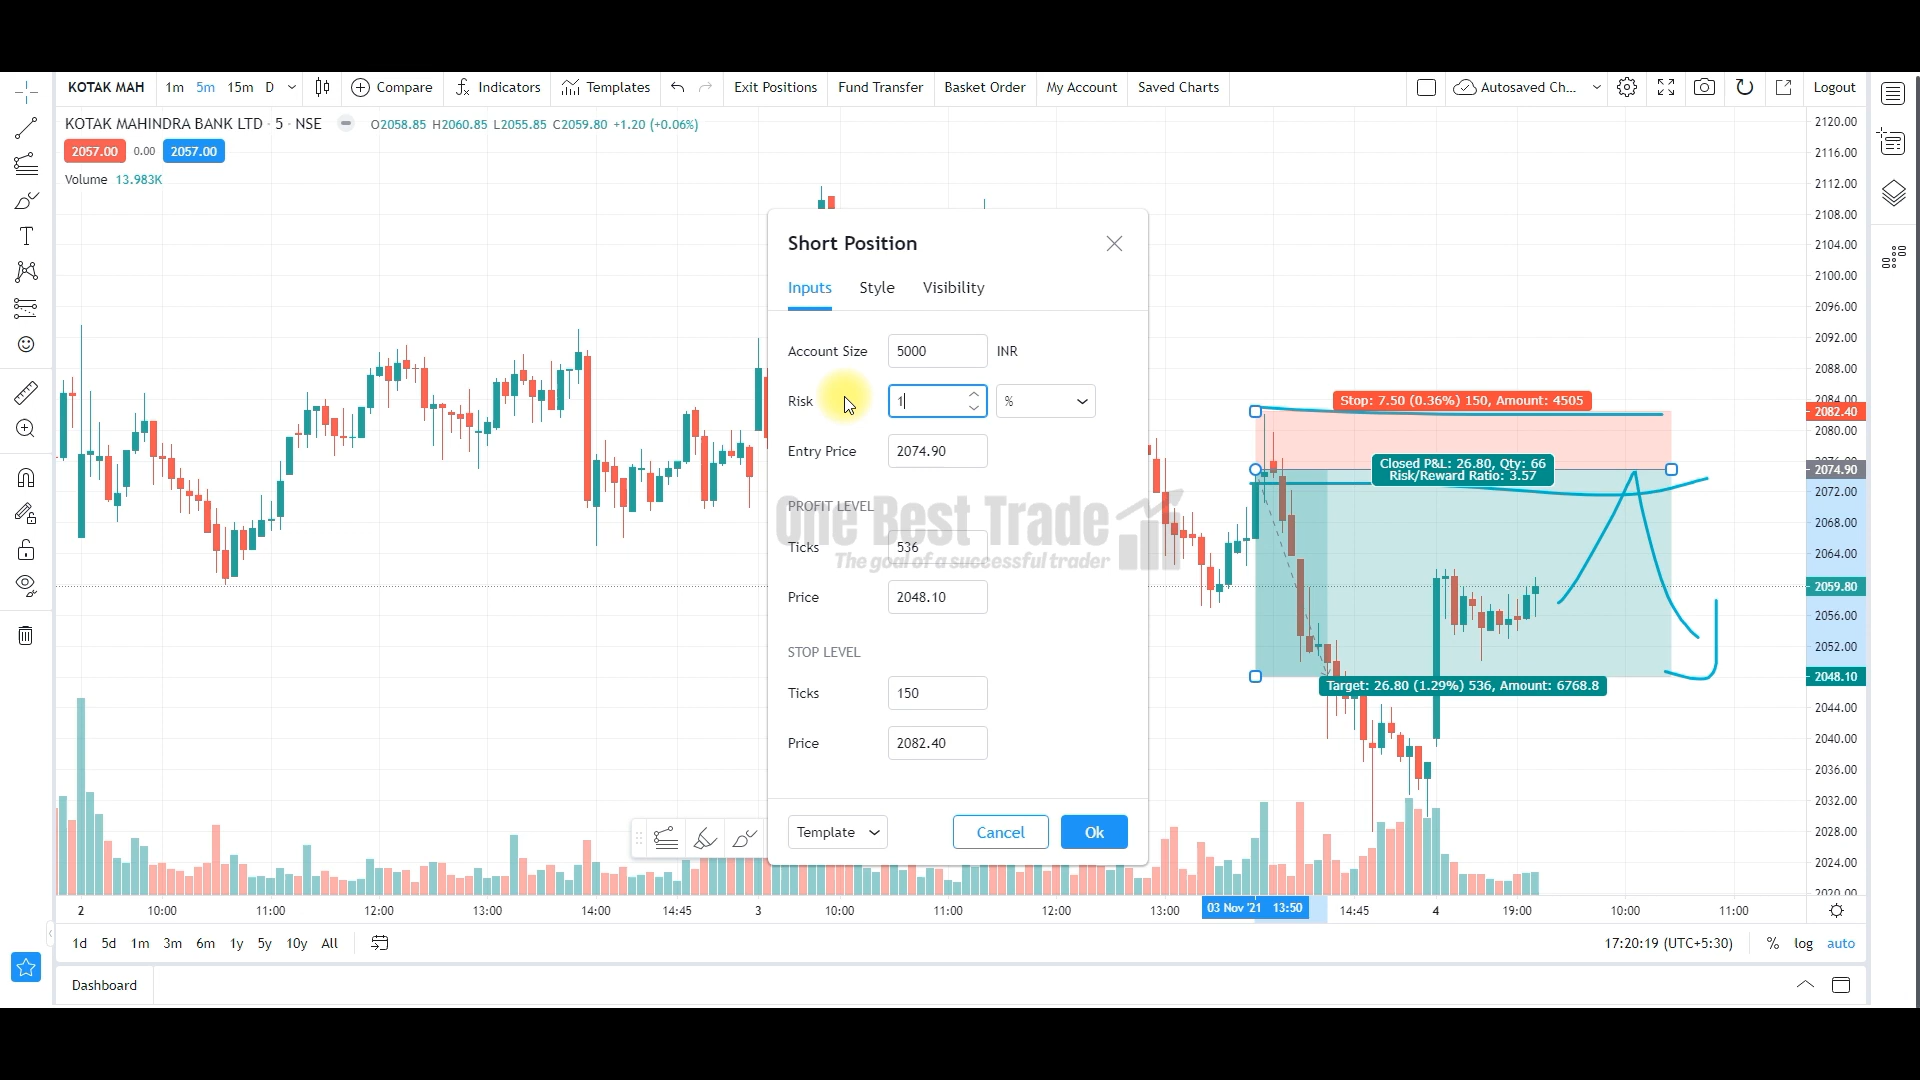 KOTAK MAH 1m 5m 15m D Compare Indicators Templates Exit Positions Fund Transfer Basket Order My Account Saved Charts Autosaved Ch... Logout
KOTAK MAHINDRA BANK LTD · 5 · NSE O2058.85 H2060.85 L2055.85 C2059.80 +1.20 (+0.06%)
2057.00 0.00 2057.00
Volume 13.983K
Short Position
Inputs Style Visibility
Account Size 5000 INR
Risk 1 %
Entry Price 2074.90
PROFIT LEVEL
Ticks 536
Price 2048.10
STOP LEVEL
Ticks 150
Price 2082.40
Template Cancel Ok
One Best Trade
The goal of a successful trader
Stop: 7.50 (0.36%) 150, Amount: 4505
Closed P&L: 26.80, Qty: 66
Risk/Reward Ratio: 3.57
Target: 26.80 (1.29%) 536, Amount: 6768.8
2120.00
2116.00
2112.00
2108.00
2104.00
2100.00
2096.00
2092.00
2088.00
2084.00
2082.40
2080.00
2074.90
2072.00
2068.00
2064.00
2059.80
2056.00
2052.00
2048.10
2044.00
2040.00
2036.00
2032.00
2028.00
2024.00
2020.00
2 10:00 11:00 12:00 13:00 14:00 14:45 3 10:00 11:00 12:00 13:00 03 Nov '21 13:50 14:45 4 19:00 10:00 11:00
1d 5d 1m 3m 6m 1y 5y 10y All 17:20:19 (UTC+5:30) % log auto
Dashboard